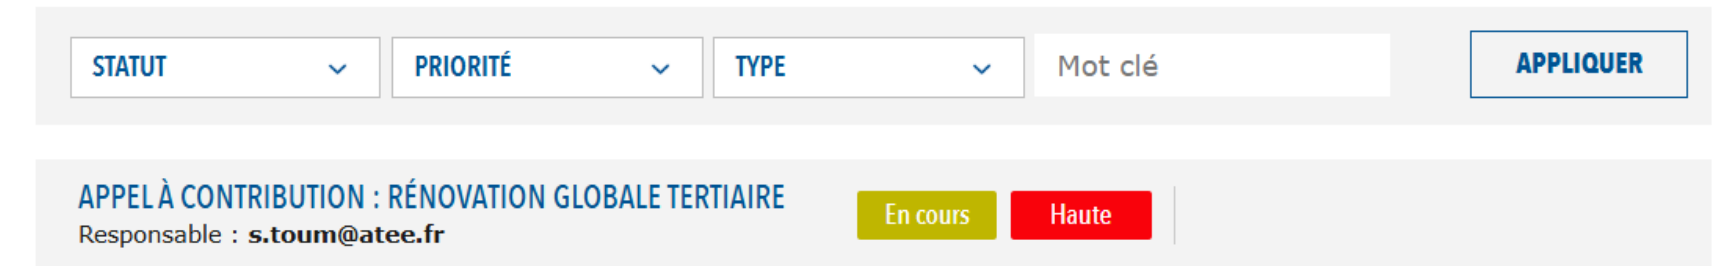 STATUT PRIORITÉ TYPE Mot clé APPLIQUER
APPEL À CONTRIBUTION : RÉNOVATION GLOBALE TERTIAIRE
Responsable : s.toum@atee.fr
En cours Haute